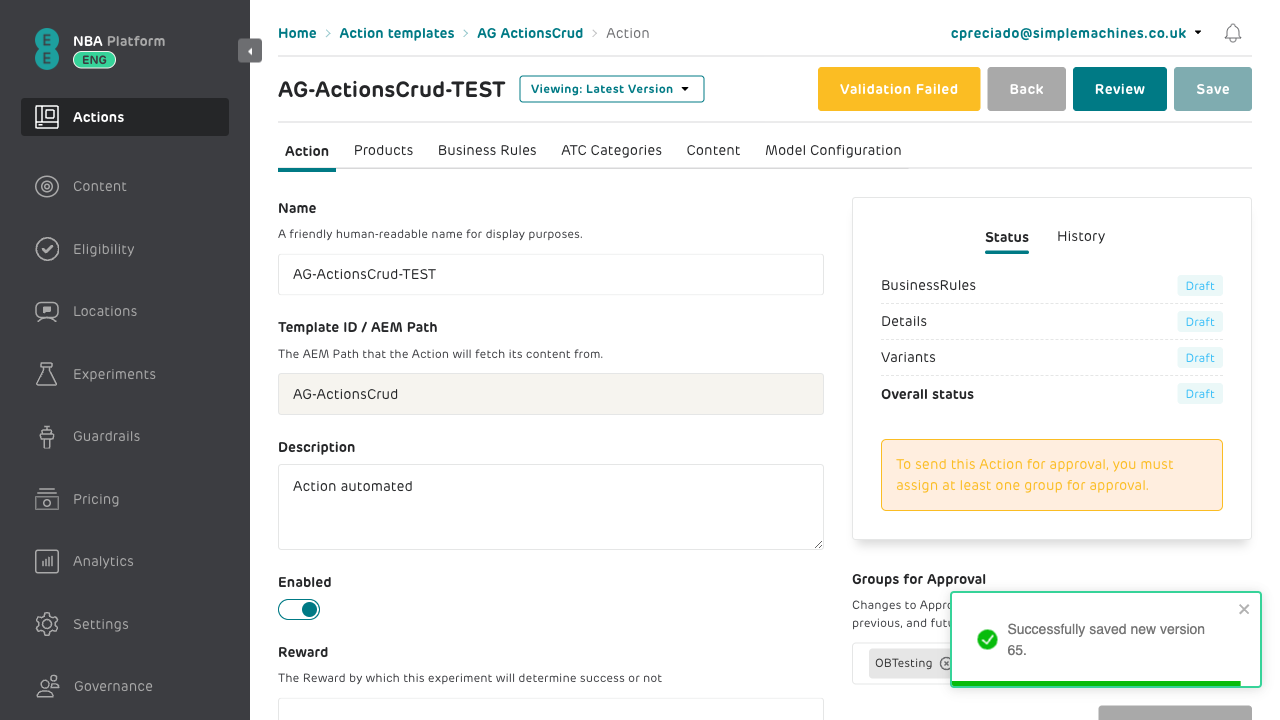 NBA Platform
ENG
Actions
Content
Eligibility
Locations
Experiments
Guardrails
Pricing
Analytics
Settings
Governance
Home > Action templates > AG ActionsCrud > Action
cpreciado@simplemachines.co.uk
AG-ActionsCrud-TEST
Viewing: Latest Version
Validation Failed
Back
Review
Save
Action
Products
Business Rules
ATC Categories
Content
Model Configuration
Name
A friendly human-readable name for display purposes.
AG-ActionsCrud-TEST
Template ID / AEM Path
The AEM Path that the Action will fetch its content from.
AG-ActionsCrud
Description
Action automated
Enabled
Reward
The Reward by which this experiment will determine success or not
Status
History
BusinessRules Draft
Details Draft
Variants Draft
Overall status Draft
To send this Action for approval, you must
assign at least one group for approval.
Groups for Approval
Changes to
previous, and
OBTesting
Successfully saved new version
65.